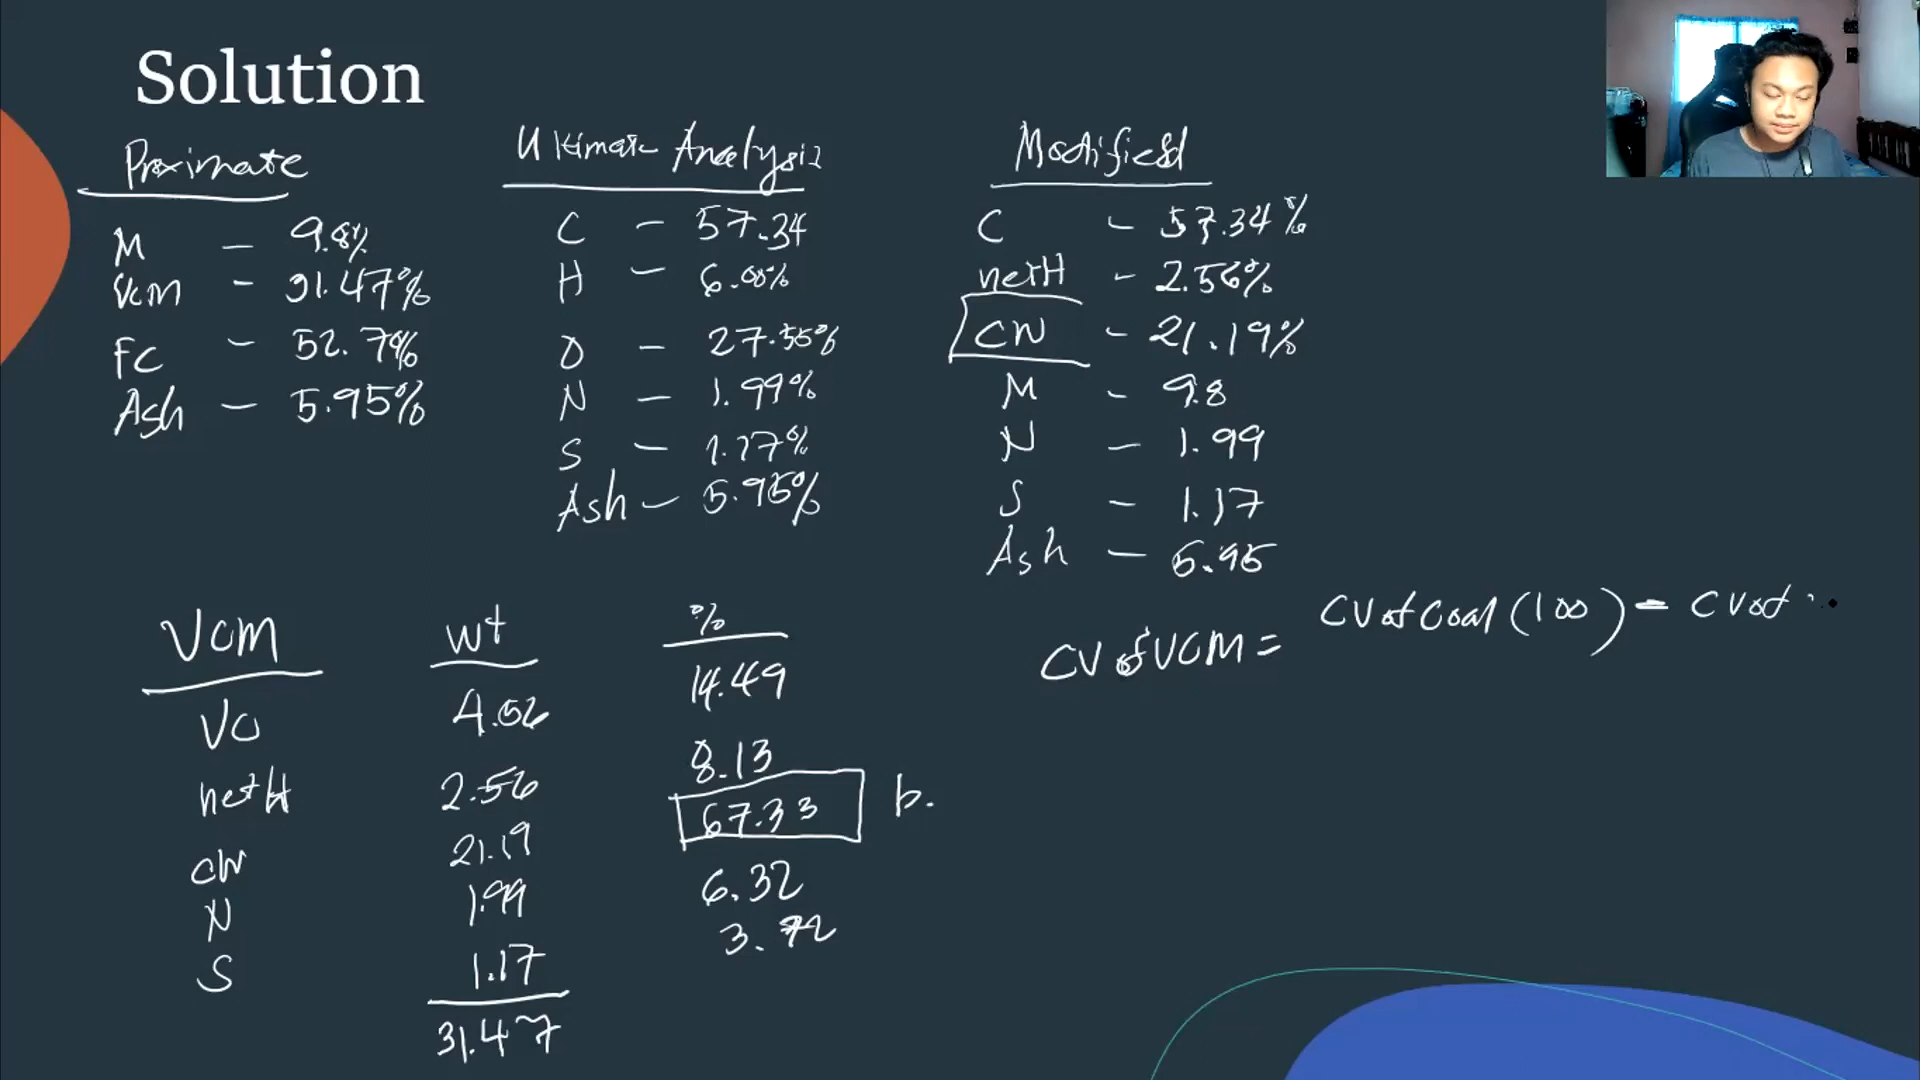 Solution
Proximate
M – 9.8%
VCM – 31.47%
FC – 52.78%
Ash – 5.95%
Ultimate Analysis
C – 57.34
H – 6.00%
O – 27.55%
N – 1.99%
S – 1.17%
Ash – 5.95%
Modified
C – 57.34%
netH – 2.56%
CW – 21.19%
M – 9.8
N – 1.99
S – 1.17
Ash – 5.95
VCM wt %
VC 4.56 14.49
netH 2.56 8.13
CW 21.19 67.33 b.
N 1.99 6.32
S 1.17 3.72
31.47
CV of VCM = CV of Coal (100) - CV of